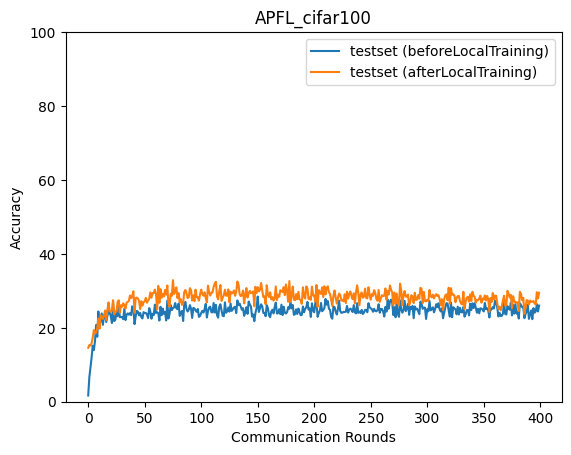 APFL_cifar100
testset (beforeLocalTraining)
testset (afterLocalTraining)
100
80
60
40
20
0
Accuracy
0 50 100 150 200 250 300 350 400
Communication Rounds